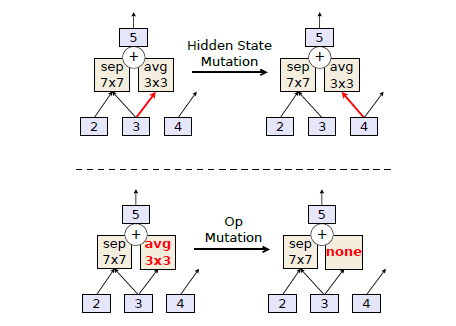 5 5
+ Hidden State +
sep avg Mutation sep avg
7x7 3x3 7x7 3x3
2 3 4 2 3 4
5 5
+ Op +
sep avg Mutation sep none
7x7 3x3 7x7
2 3 4 2 3 4